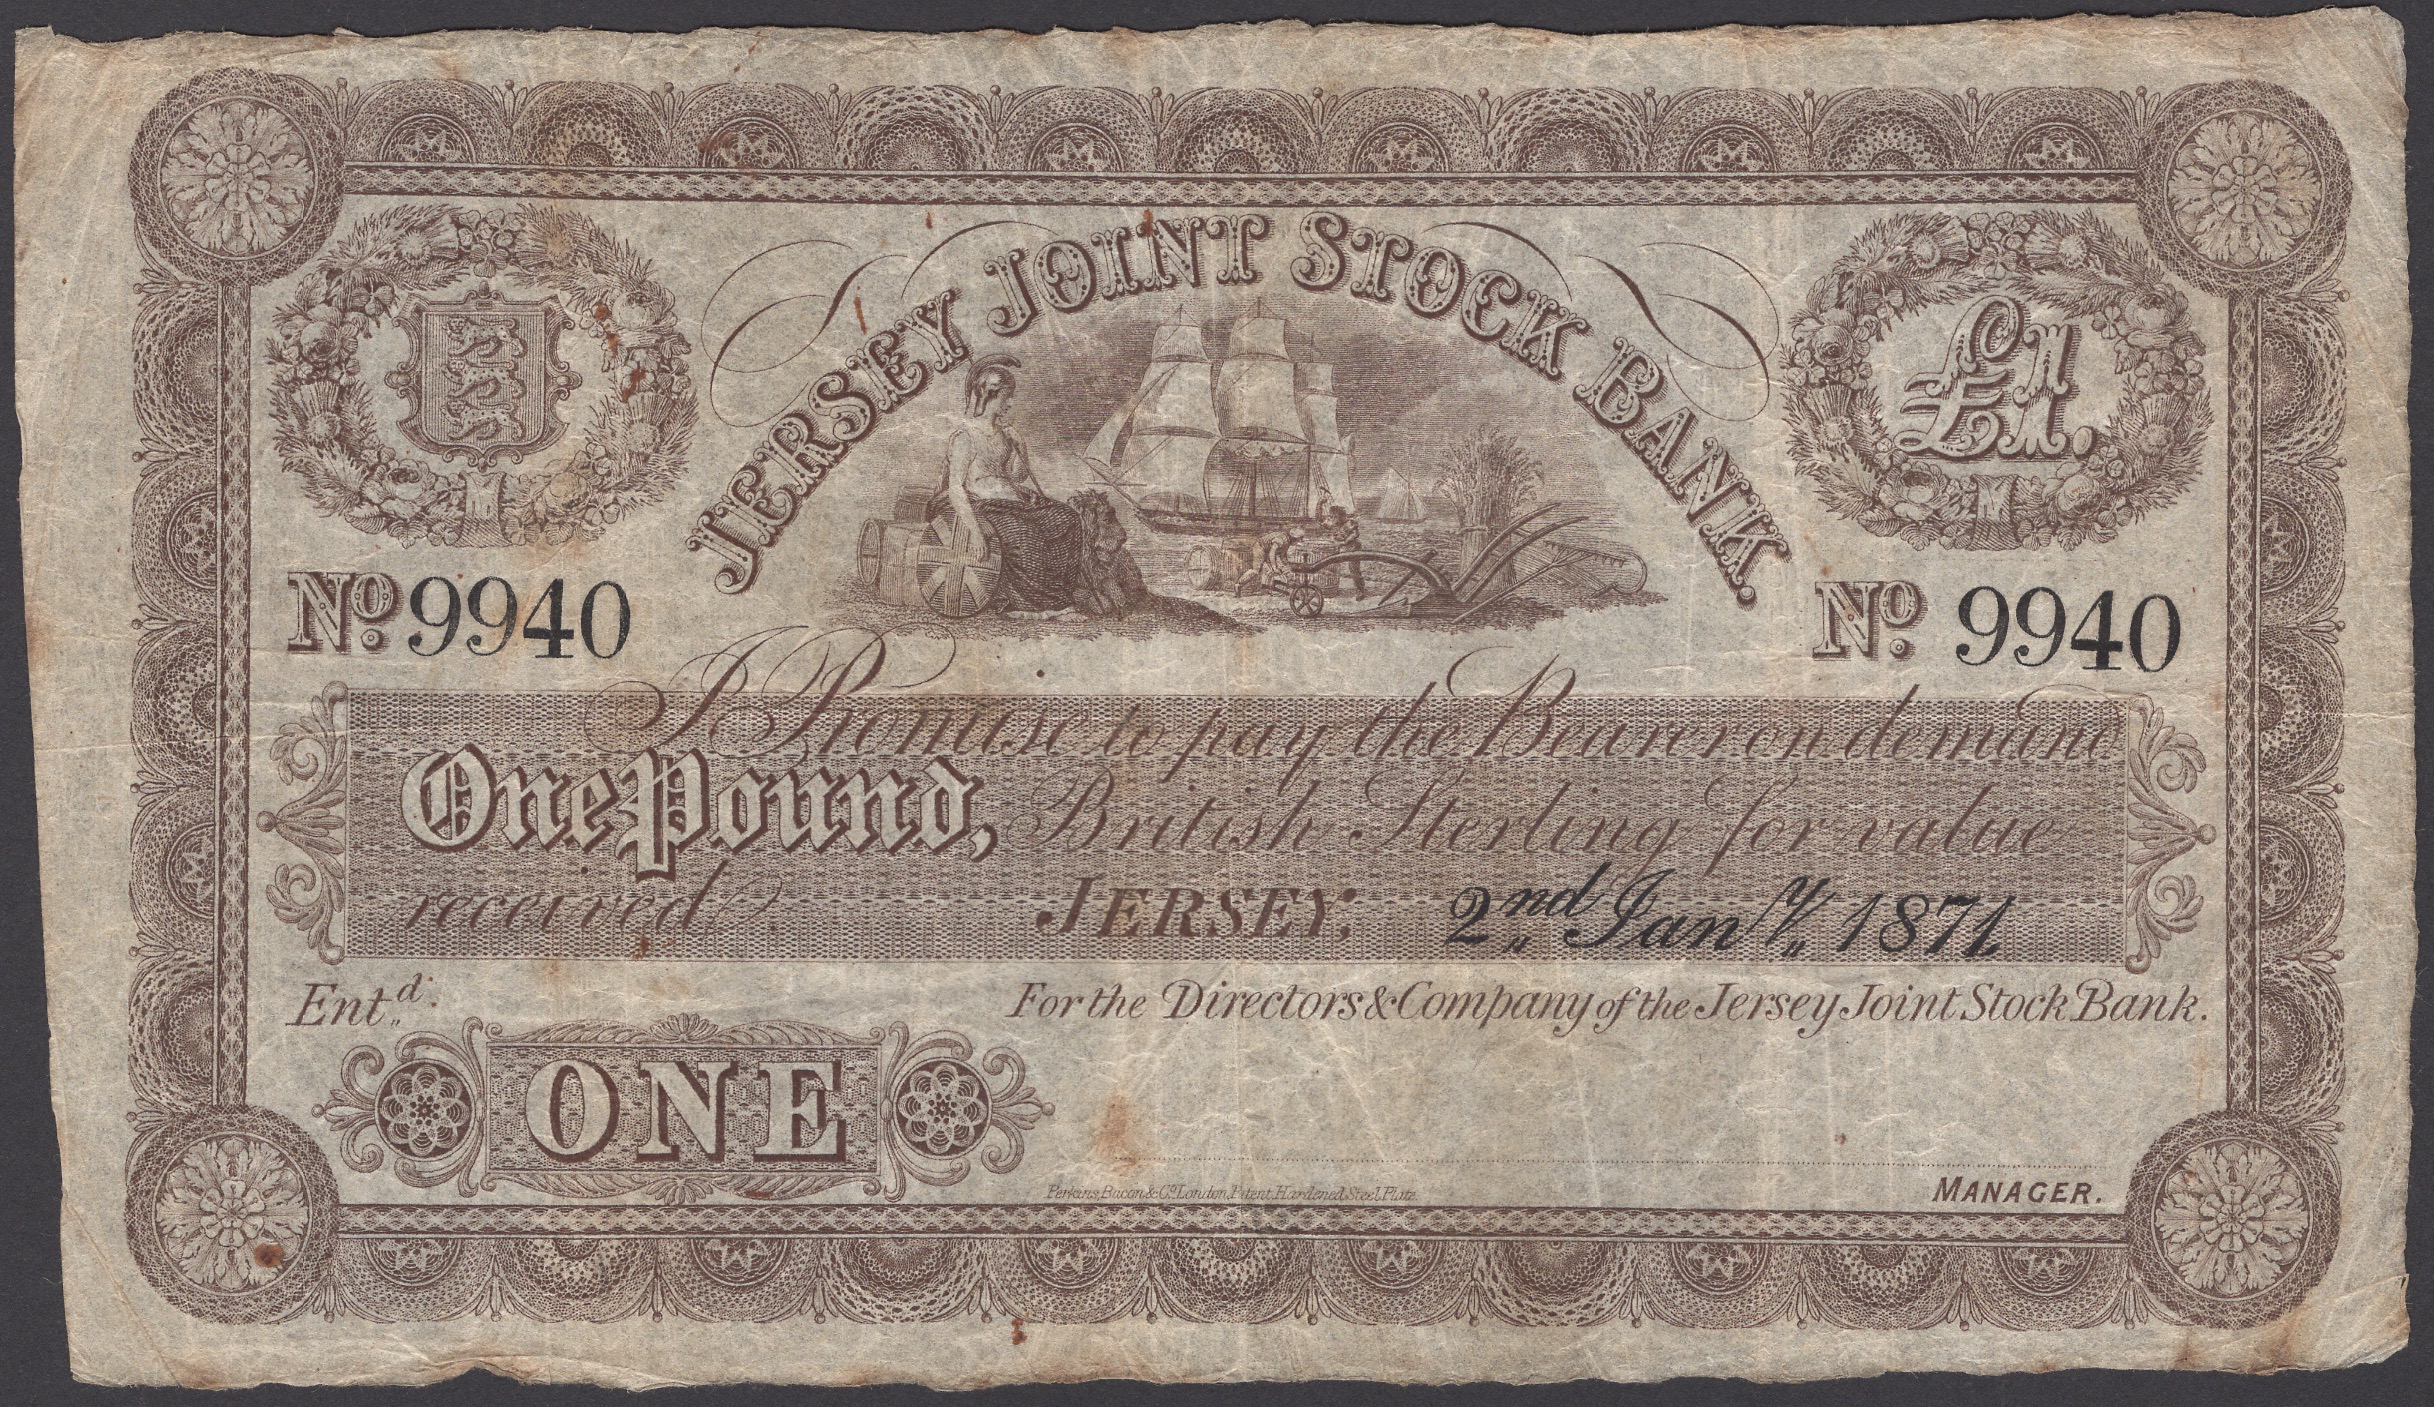 JERSEY JOINT STOCK BANK.
£1.
No. 9940
No. 9940
I Promise to pay the Bearer on demand
One Pound, British Sterling for value
received.
JERSEY, 2nd Jany 1871
Entd.
For the Directors & Company of the Jersey Joint Stock Bank.
ONE
Perkins, Bacon & Co. London, Patent Hardened Steel Plate.
MANAGER.